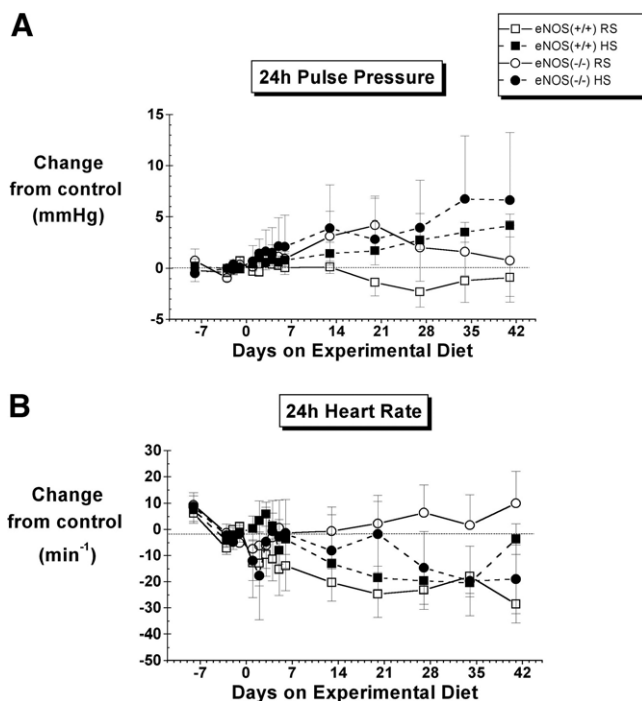 A
eNOS(+/+) RS
eNOS(+/+) HS
eNOS(-/-) RS
eNOS(-/-) HS
24h Pulse Pressure
Change
from control
(mmHg)
15
10
5
0
-5
-7 0 7 14 21 28 35 42
Days on Experimental Diet
B
24h Heart Rate
Change
from control
(min-1)
30
20
10
0
-10
-20
-30
-40
-50
-7 0 7 14 21 28 35 42
Days on Experimental Diet